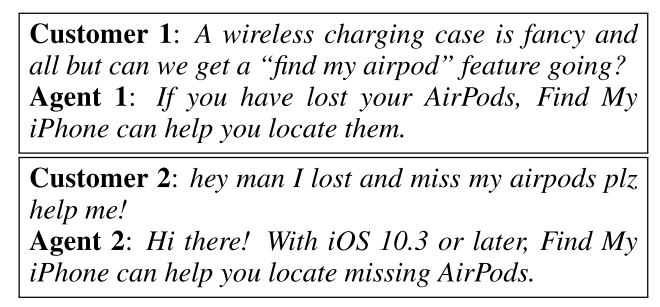 Customer 1: A wireless charging case is fancy and
all but can we get a “find my airpod” feature going?
Agent 1: If you have lost your AirPods, Find My
iPhone can help you locate them.
Customer 2: hey man I lost and miss my airpods plz
help me!
Agent 2: Hi there! With iOS 10.3 or later, Find My
iPhone can help you locate missing AirPods.